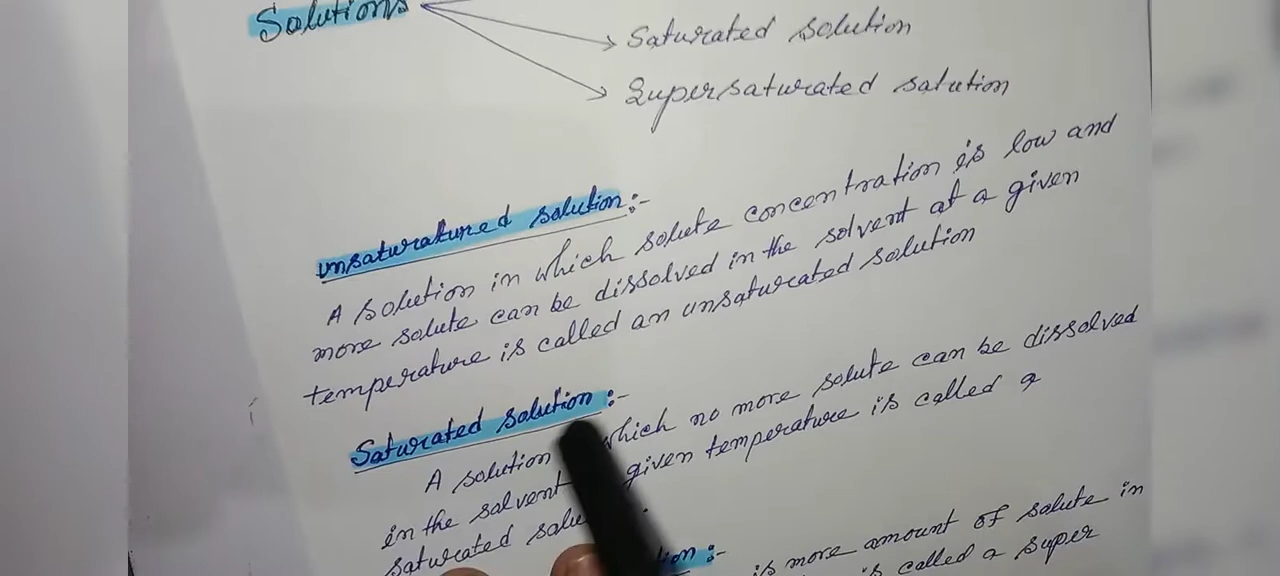 Solutions
Saturated solution
Supersaturated solution
unsaturatured solution:-
A solution in which solute concentration is low and
more solute can be dissolved in the solvent at a given
temperature is called an unsaturated solution
Saturated solution:-
A solution which no more solute can be dissolved
in the solvent given temperature is called a
saturated
:-
is more amount of solute in
is called a super